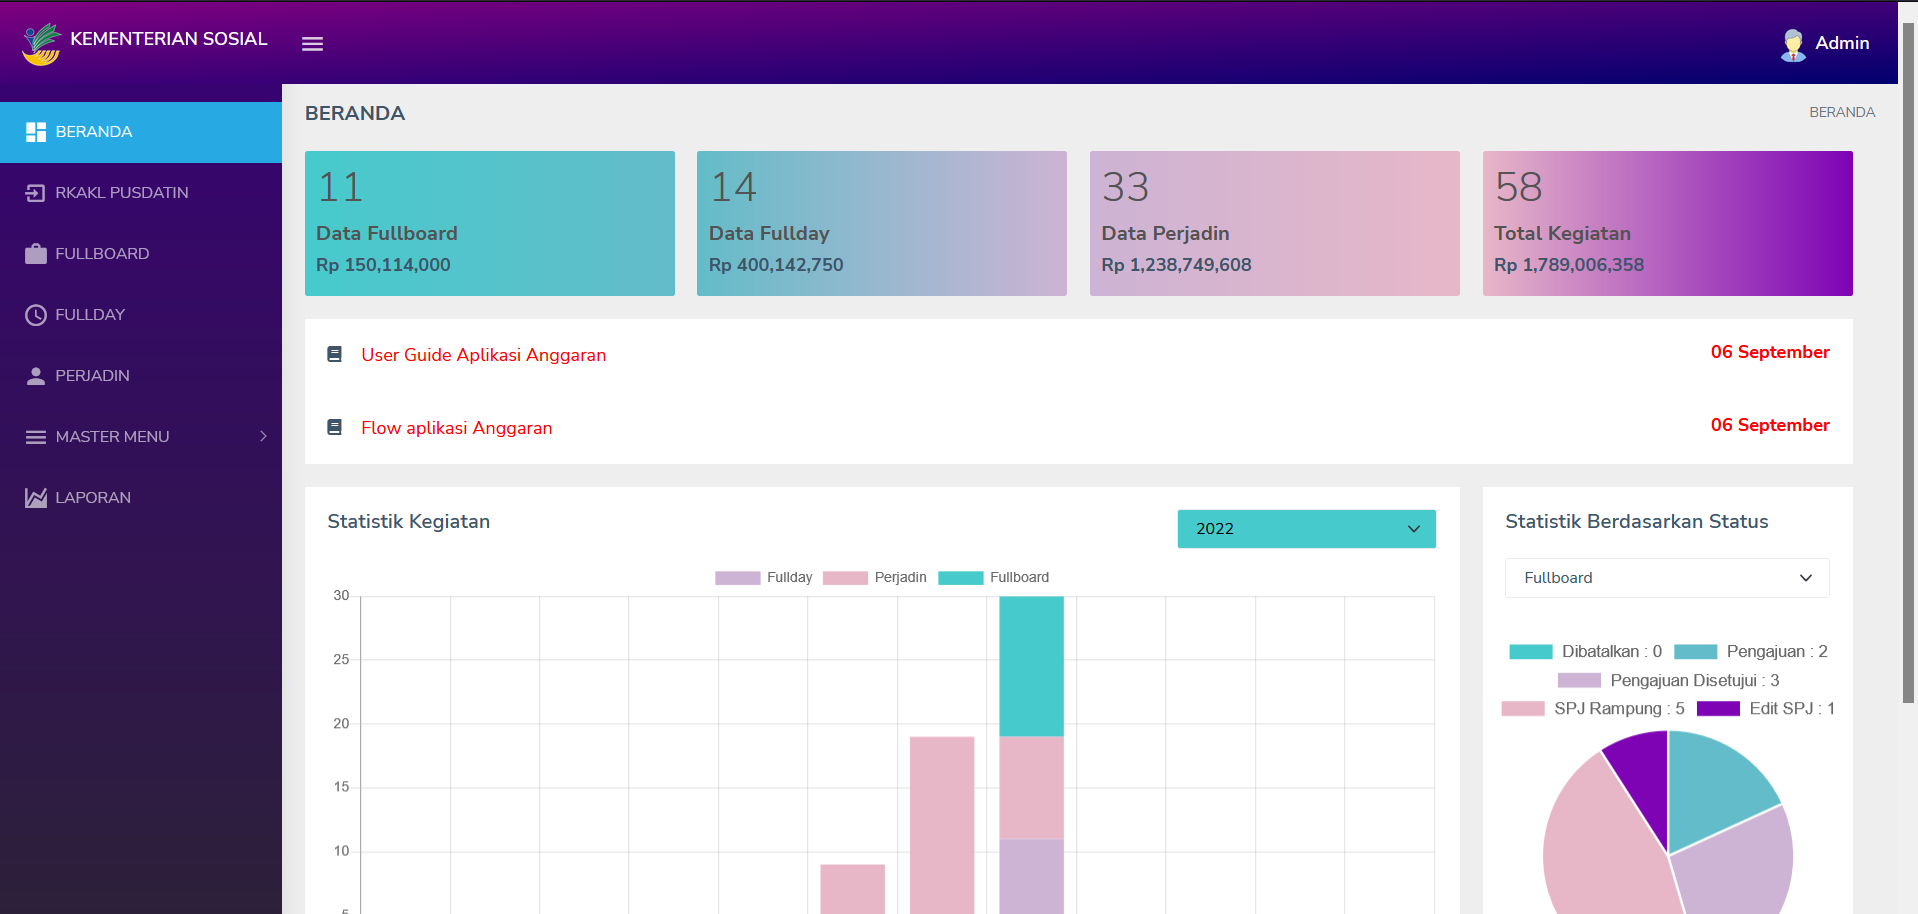 KEMENTERIAN SOSIAL
Admin
BERANDA
RKAKL PUSDATIN
FULLBOARD
FULLDAY
PERJADIN
MASTER MENU
LAPORAN
BERANDA
BERANDA
11
Data Fullboard
Rp 150,114,000
14
Data Fullday
Rp 400,142,750
33
Data Perjadin
Rp 1,238,749,608
58
Total Kegiatan
Rp 1,789,006,358
User Guide Aplikasi Anggaran
06 September
Flow aplikasi Anggaran
06 September
Statistik Kegiatan
2022
Fullday Perjadin Fullboard
30
25
20
15
10
5
Statistik Berdasarkan Status
Fullboard
Dibatalkan : 0 Pengajuan : 2
Pengajuan Disetujui : 3
SPJ Rampung : 5 Edit SPJ : 1